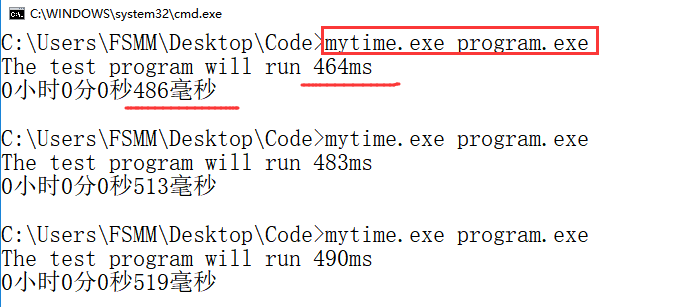 C:\WINDOWS\system32\cmd.exe
C:\Users\FSMM\Desktop\Code>mytime.exe program.exe
The test program will run 464ms
0小时0分0秒486毫秒
C:\Users\FSMM\Desktop\Code>mytime.exe program.exe
The test program will run 483ms
0小时0分0秒513毫秒
C:\Users\FSMM\Desktop\Code>mytime.exe program.exe
The test program will run 490ms
0小时0分0秒519毫秒